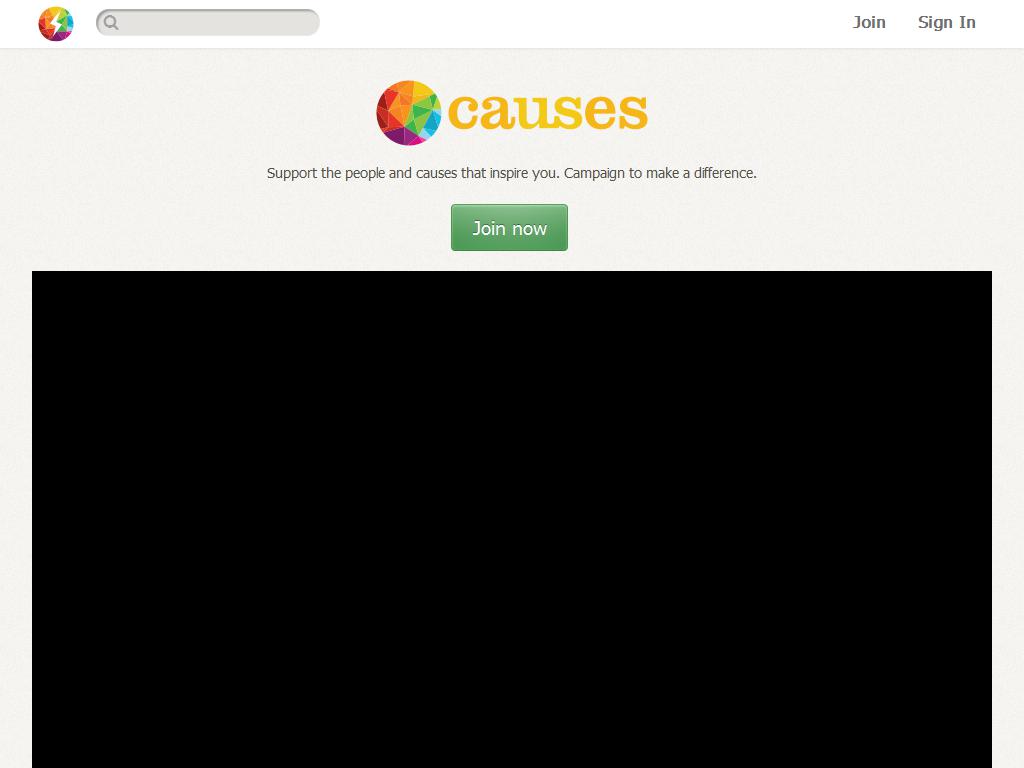 Join
Sign In
causes
Support the people and causes that inspire you. Campaign to make a difference.
Join now